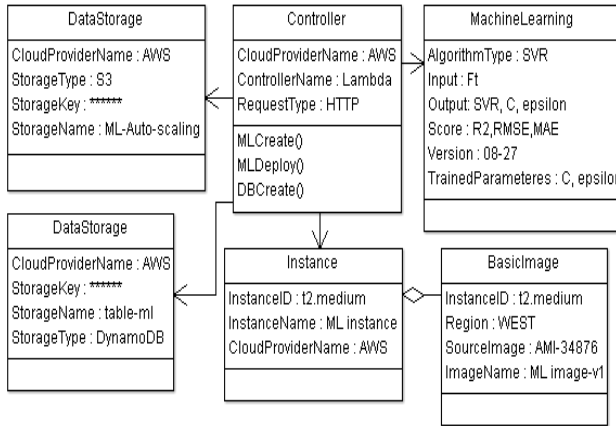 DataStorage
CloudProviderName : AWS
StorageType : S3
StorageKey : ******
StorageName : ML-Auto-scaling
Controller
CloudProviderName : AWS
ControllerName : Lambda
RequestType : HTTP
MLCreate()
MLDeploy()
DBCreate()
MachineLearning
AlgorithmType : SVR
Input : Ft
Output: SVR, C, epsilon
Score : R2,RMSE,MAE
Version : 08-27
TrainedParameteres : C, epsilon
DataStorage
CloudProviderName : AWS
StorageKey : ******
StorageName : table-ml
StorageType : DynamoDB
Instance
InstanceID : t2.medium
InstanceName : ML instance
CloudProviderName : AWS
BasicImage
InstanceID : t2.medium
Region : WEST
SourceImage : AMI-34876
ImageName : ML image-v1